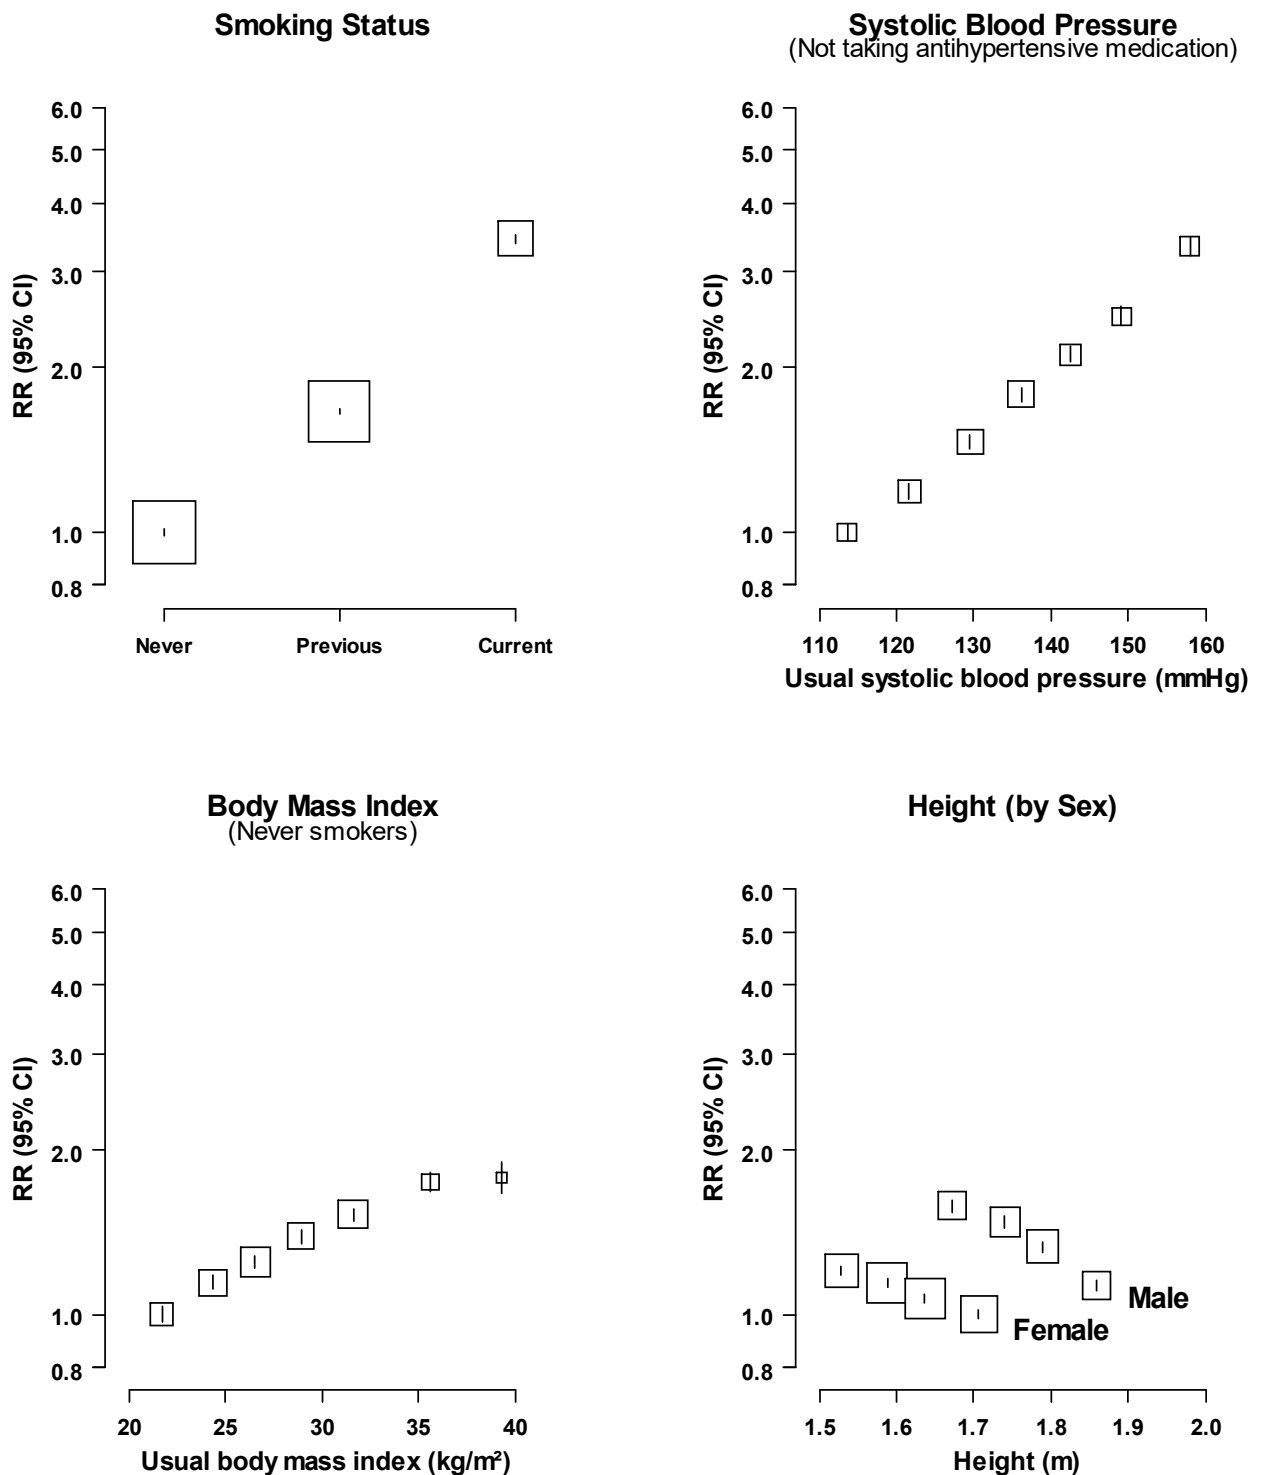 Smoking Status
6.0
5.0
4.0
3.0
2.0
1.0
0.8
RR (95% CI)
Never Previous Current
Systolic Blood Pressure
(Not taking antihypertensive medication)
6.0
5.0
4.0
3.0
2.0
1.0
0.8
RR (95% CI)
110 120 130 140 150 160
Usual systolic blood pressure (mmHg)
Body Mass Index
(Never smokers)
6.0
5.0
4.0
3.0
2.0
1.0
0.8
RR (95% CI)
20 25 30 35 40
Usual body mass index (kg/m²)
Height (by Sex)
6.0
5.0
4.0
3.0
2.0
1.0
0.8
RR (95% CI)
Male
Female
1.5 1.6 1.7 1.8 1.9 2.0
Height (m)